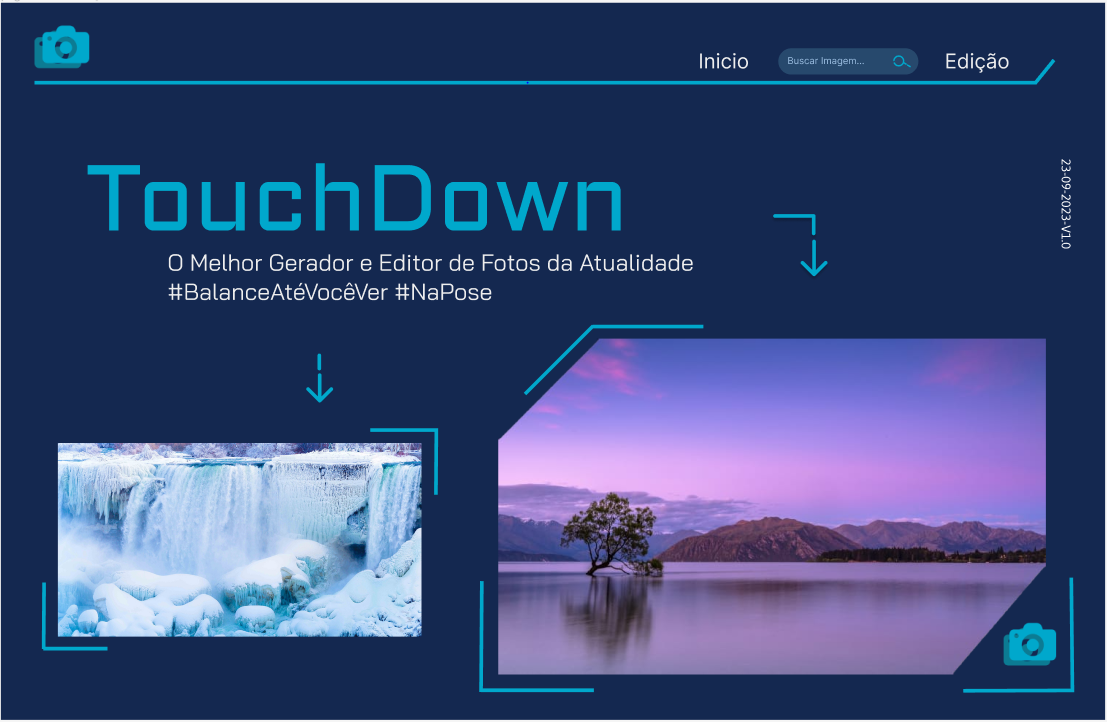 Inicio
Buscar Imagem...
Edição
23-09-2023-V1.0
TouchDown
O Melhor Gerador e Editor de Fotos da Atualidade
#BalanceAtéVocêVer #NaPose